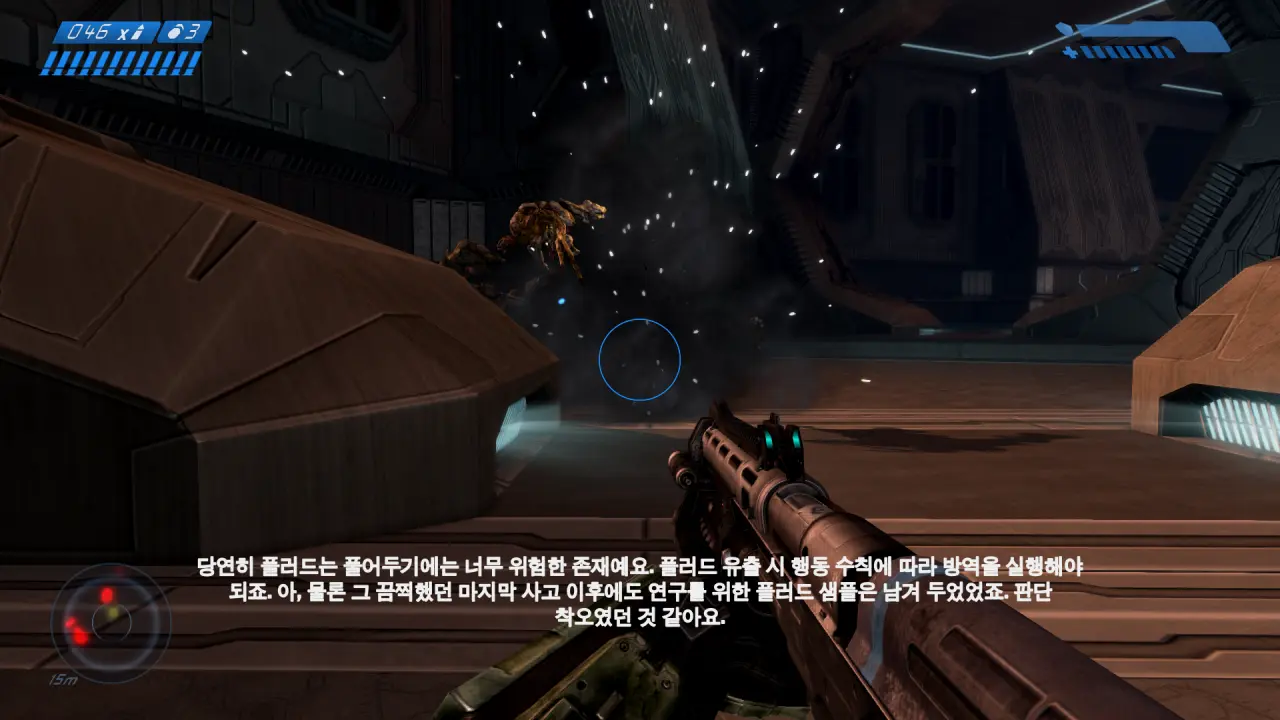 046 x 3
당연히 플러드는 풀어두기에는 너무 위험한 존재예요. 플러드 유출 시 행동 수칙에 따라 방역을 실행해야
되죠. 아, 물론 그 끔찍했던 마지막 사고 이후에도 연구를 위한 플러드 샘플은 남겨 두었었죠. 판단
착오였던 것 같아요.
15m